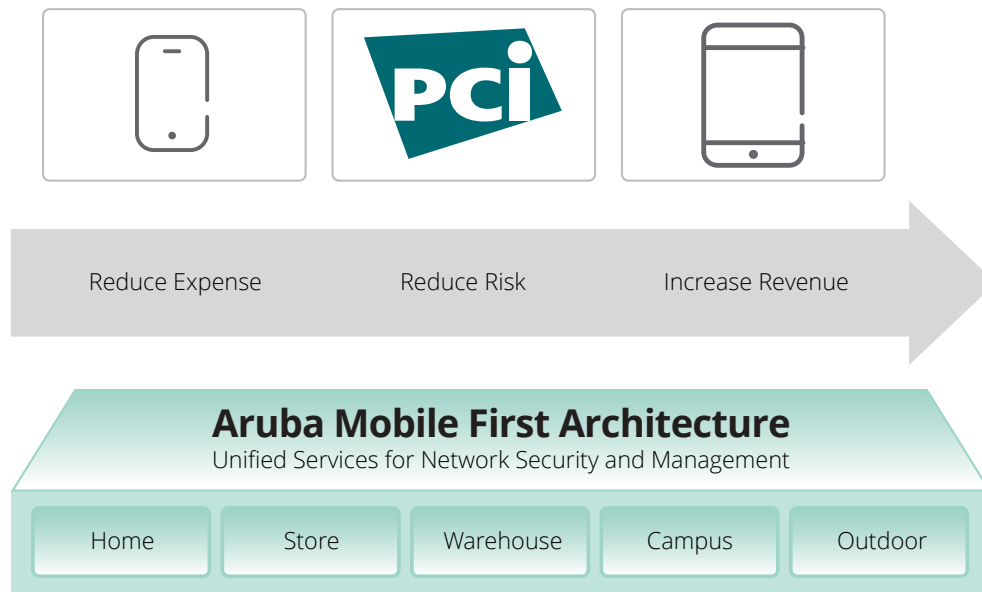 PCi
Reduce Expense
Reduce Risk
Increase Revenue
Aruba Mobile First Architecture
Unified Services for Network Security and Management
Home
Store
Warehouse
Campus
Outdoor